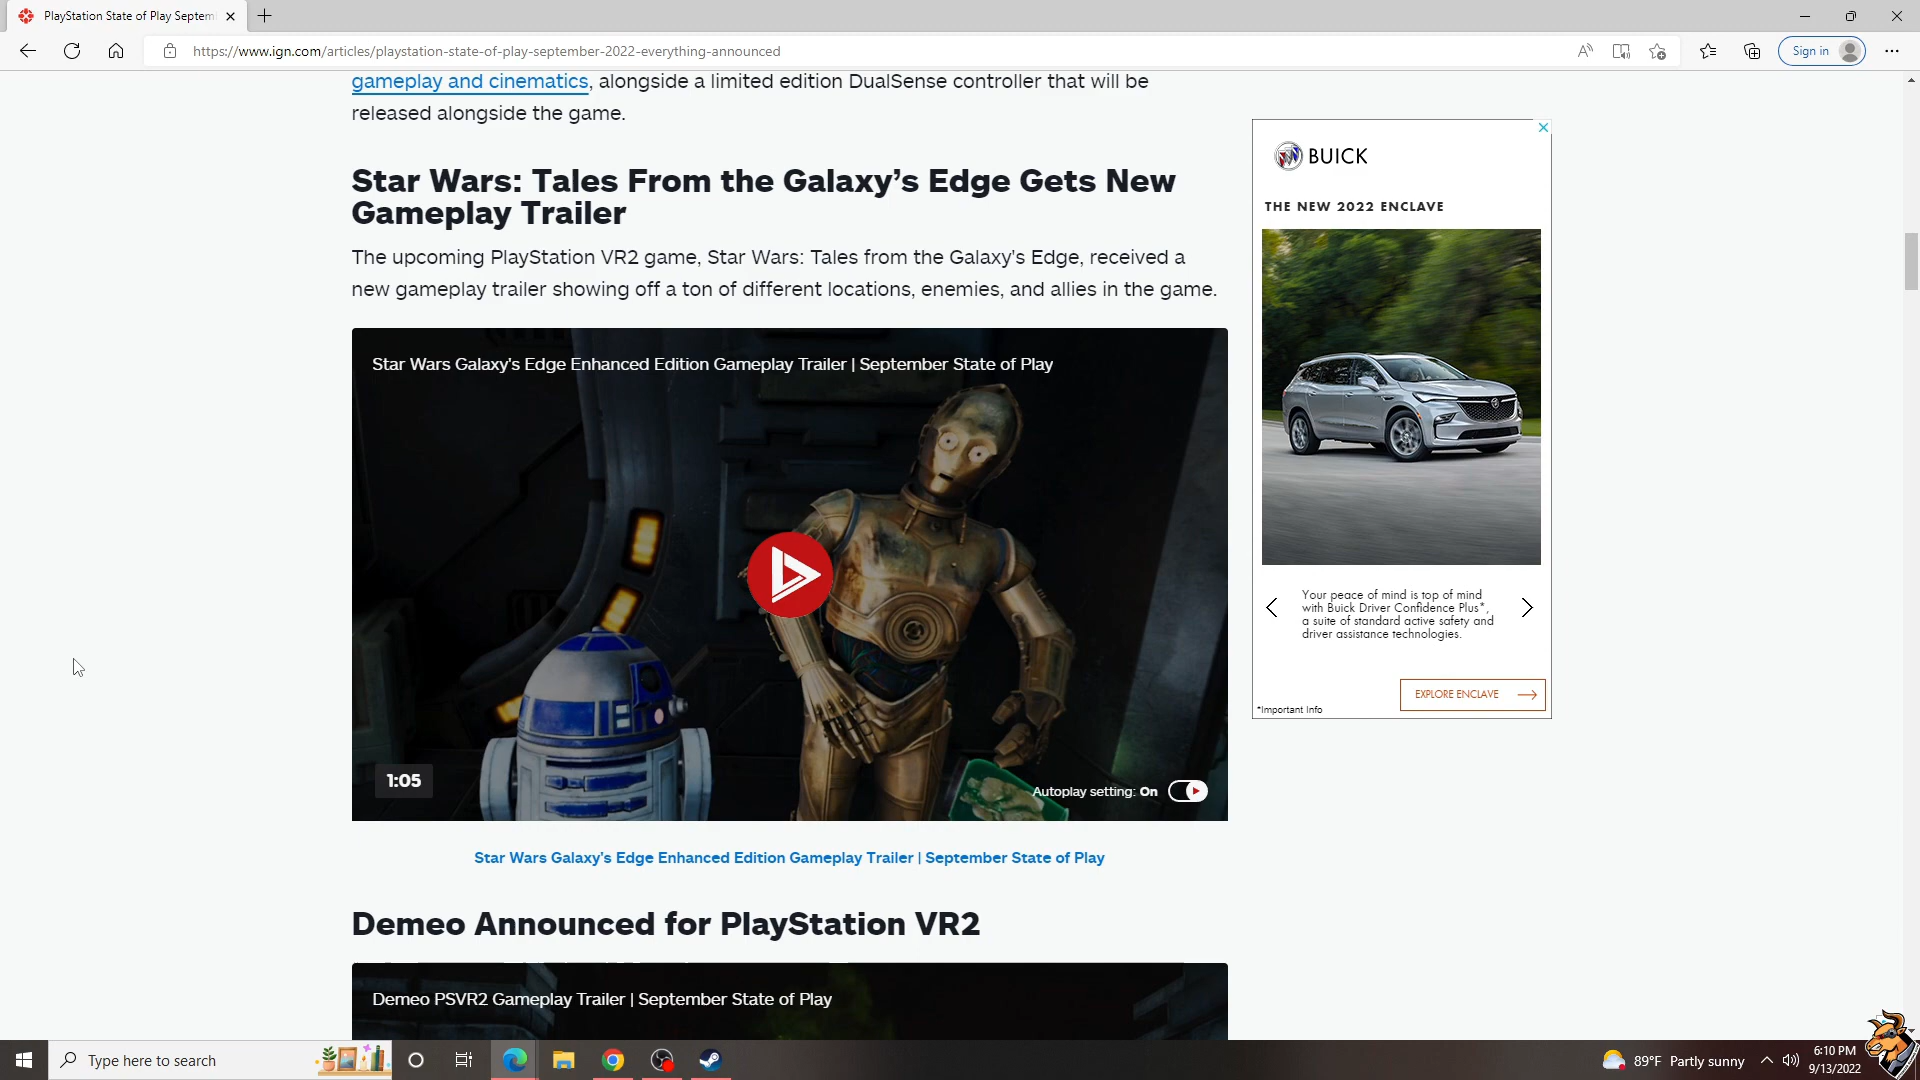 PlayStation State of Play Septem
https://www.ign.com/articles/playstation-state-of-play-september-2022-everything-announced
Sign in
gameplay and cinematics, alongside a limited edition DualSense controller that will be
released alongside the game.
Star Wars: Tales From the Galaxy’s Edge Gets New
Gameplay Trailer
The upcoming PlayStation VR2 game, Star Wars: Tales from the Galaxy's Edge, received a
new gameplay trailer showing off a ton of different locations, enemies, and allies in the game.
Star Wars Galaxy's Edge Enhanced Edition Gameplay Trailer | September State of Play
1:05
Autoplay setting: On
Star Wars Galaxy's Edge Enhanced Edition Gameplay Trailer | September State of Play
Demeo Announced for PlayStation VR2
Demeo PSVR2 Gameplay Trailer | September State of Play
BUICK
THE NEW 2022 ENCLAVE
Your peace of mind is top of mind
with Buick Driver Confidence Plus*,
a suite of standard active safety and
driver assistance technologies.
EXPLORE ENCLAVE
*Important Info
Type here to search
89°F Partly sunny
6:10 PM
9/13/2022